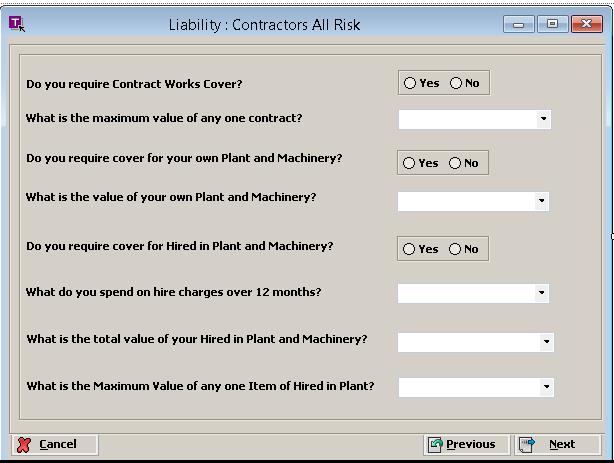 T
Liability : Contractors All Risk
Do you require Contract Works Cover?
Yes No
What is the maximum value of any one contract?
Do you require cover for your own Plant and Machinery?
Yes No
What is the value of your own Plant and Machinery?
Do you require cover for Hired in Plant and Machinery?
Yes No
What do you spend on hire charges over 12 months?
What is the total value of your Hired in Plant and Machinery?
What is the Maximum Value of any one Item of Hired in Plant?
Cancel Previous Next